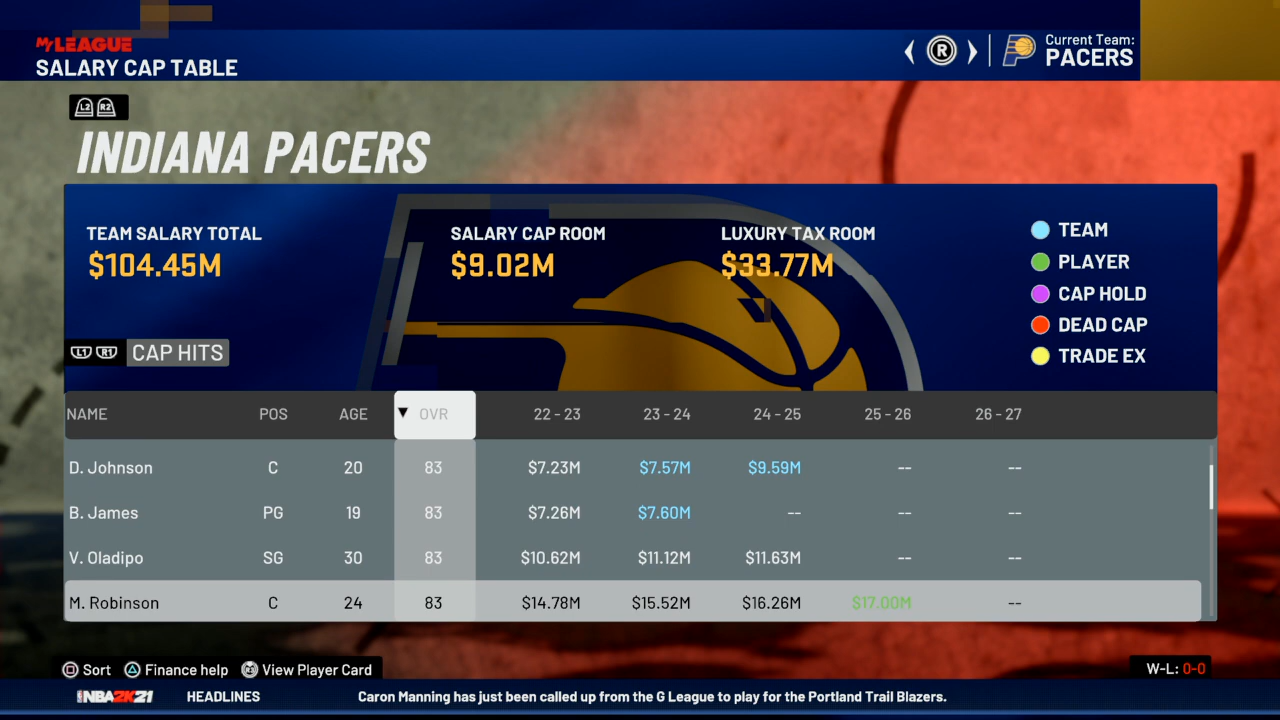 MyLEAGUE
SALARY CAP TABLE
R
Current Team:
PACERS
L2 R2
INDIANA PACERS
TEAM SALARY TOTAL
$104.45M
SALARY CAP ROOM
$9.02M
LUXURY TAX ROOM
$33.77M
TEAM
PLAYER
CAP HOLD
DEAD CAP
TRADE EX
L1 R1 CAP HITS
NAME POS AGE OVR 22 - 23 23 - 24 24 - 25 25 - 26 26 - 27
D. Johnson C 20 83 $7.23M $7.57M $9.59M -- --
B. James PG 19 83 $7.26M $7.60M -- -- --
V. Oladipo SG 30 83 $10.62M $11.12M $11.63M -- --
M. Robinson C 24 83 $14.78M $15.52M $16.26M $17.00M --
Sort Finance help R3 View Player Card
W-L: 0-0
NBA 2K21 HEADLINES Caron Manning has just been called up from the G League to play for the Portland Trail Blazers.